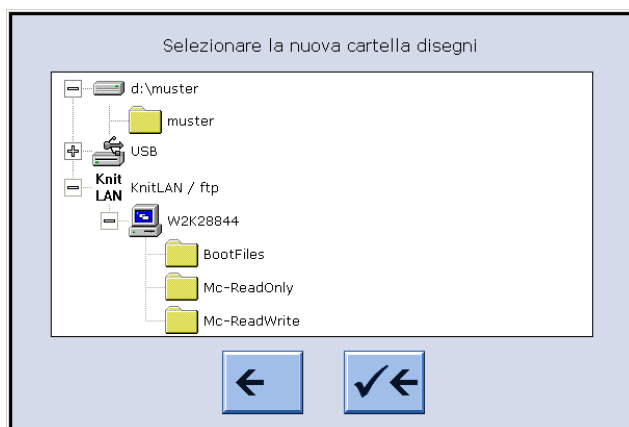 Selezionare la nuova cartella disegni
d:\muster
muster
USB
Knit
LAN
KnitLAN / ftp
W2K28844
BootFiles
Mc-ReadOnly
Mc-ReadWrite